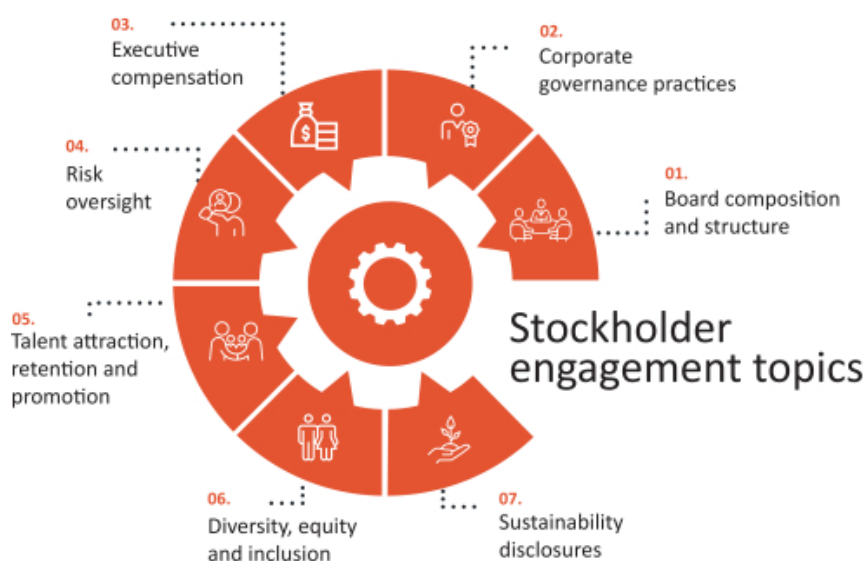 01.
Board composition
and structure
02.
Corporate
governance practices
03.
Executive
compensation
04.
Risk
oversight
05.
Talent attraction,
retention and
promotion
06.
Diversity, equity
and inclusion
07.
Sustainability
disclosures
Stockholder
engagement topics
$